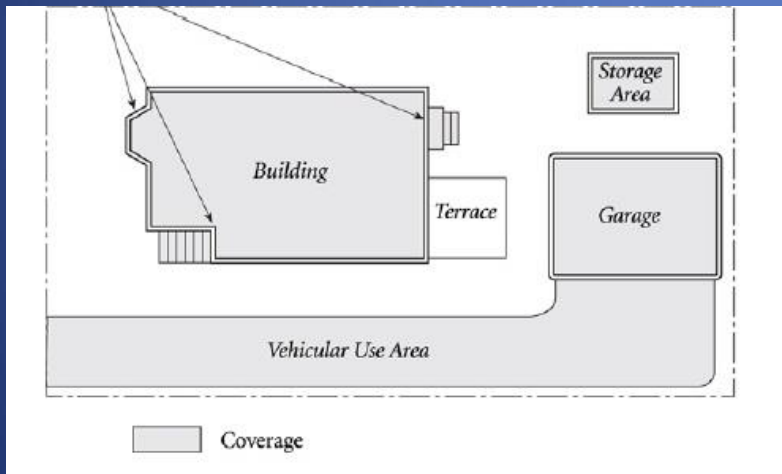 Storage
Area
Building
Terrace
Garage
Vehicular Use Area
Coverage